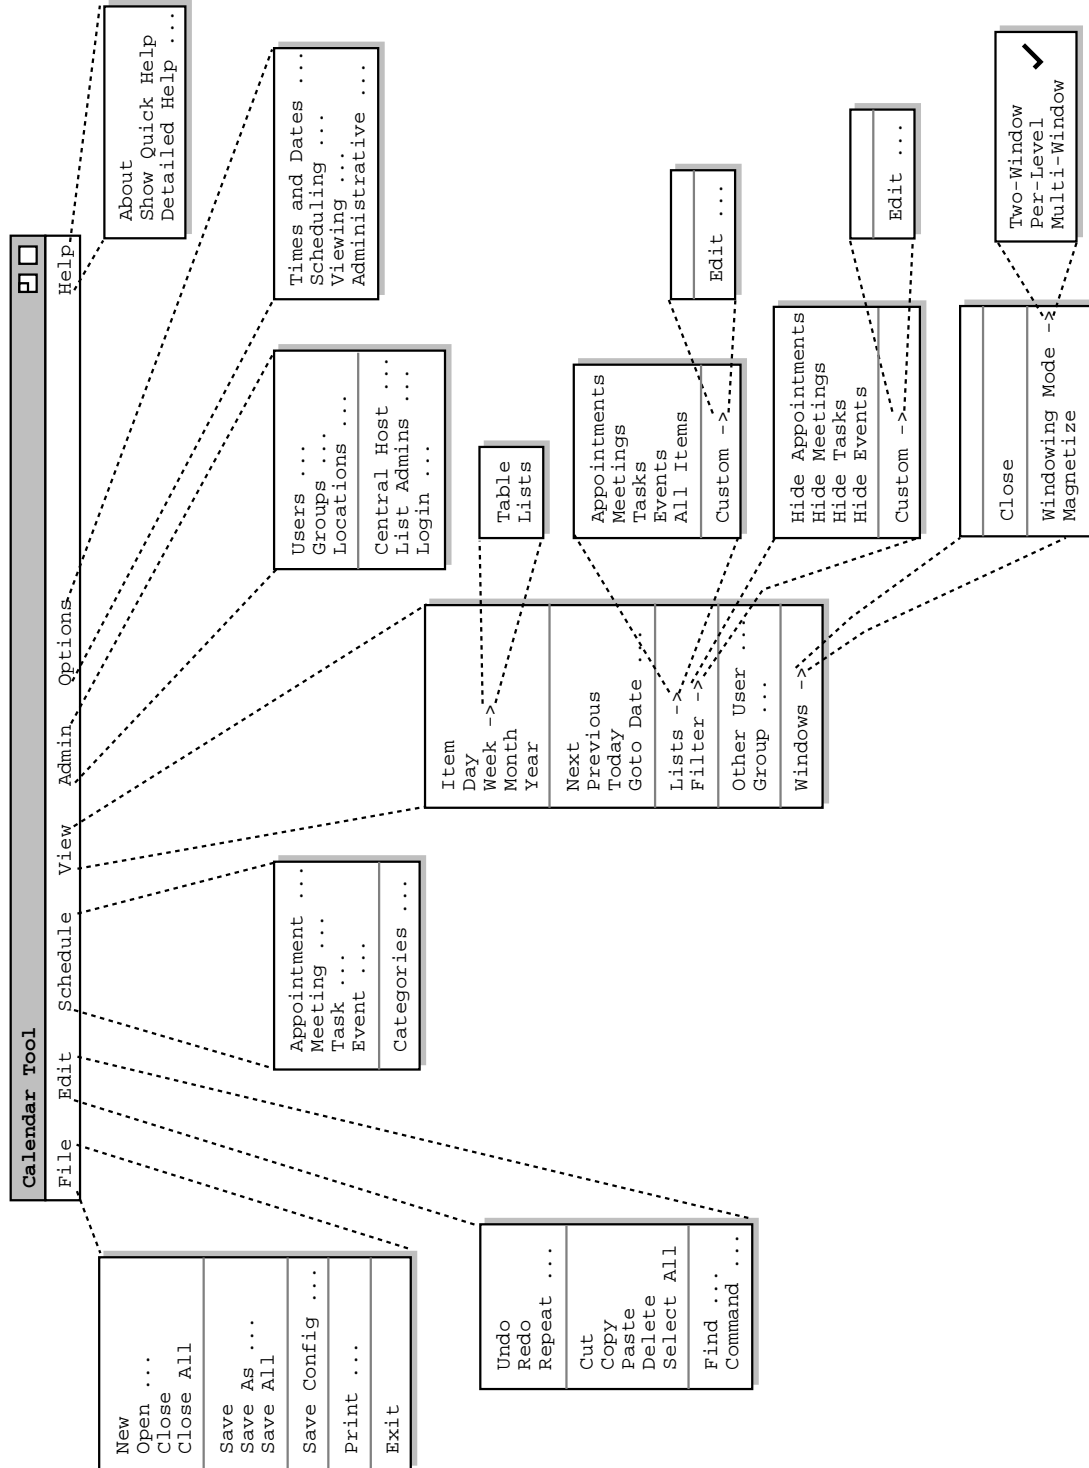 Calendar Tool
File Edit Schedule View Admin Options Help
New
Open ...
Close
Close All
Save
Save As ...
Save All
Save Config ...
Print ...
Exit
Undo
Redo
Repeat ...
Cut
Copy
Paste
Delete
Select All
Find ...
Command ...
Appointment ...
Meeting ...
Task ...
Event ...
Categories ...
Item
Day
Week ->
Month
Year
Next
Previous
Today
Goto Date ...
Lists ->
Filter ->
Other User ...
Group ...
Windows ->
Table
Lists
Appointments
Meetings
Tasks
Events
All Items
Custom ->
Edit ...
Hide Appointments
Hide Meetings
Hide Tasks
Hide Events
Custom ->
Edit ...
Close
Windowing Mode ->
Magnetize
Two-Window
Per-Level
Multi-Window
Users ...
Groups ...
Locations ...
Central Host ...
List Admins ...
Login ...
Times and Dates ...
Scheduling ...
Viewing ...
Administrative ...
About
Show Quick Help
Detailed Help ...